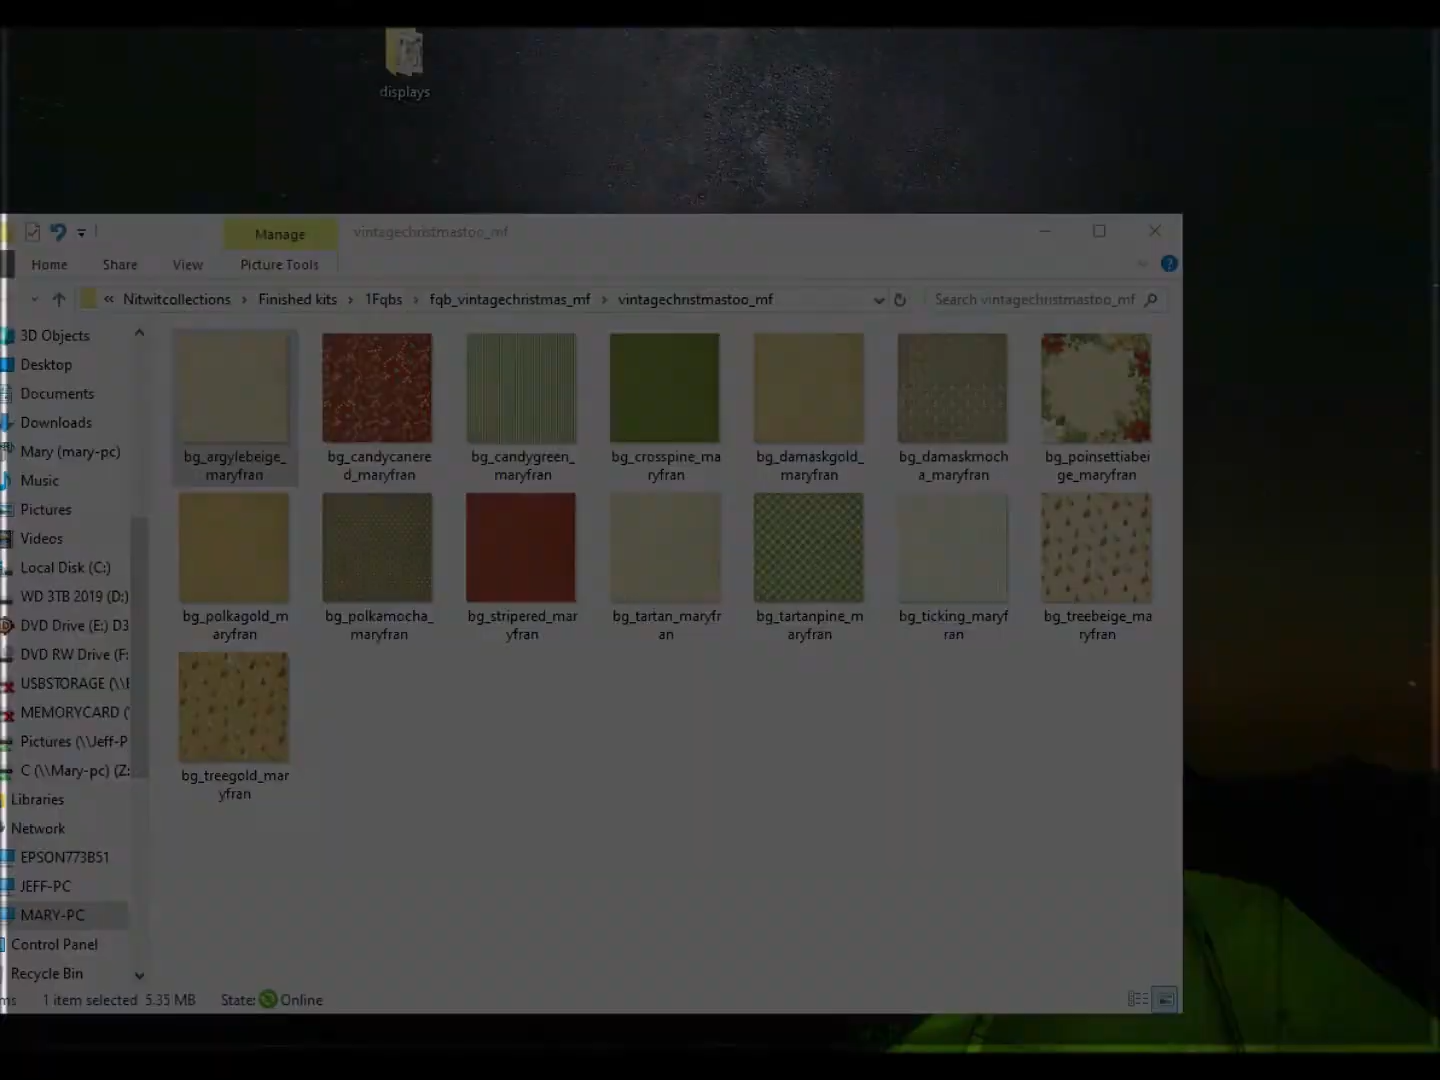 displays
Manage
vintagechristmastoo_mf
Home
Share
View
Picture Tools
« Nitwitcollections › Finished kits › 1Fqbs › fqb_vintagechristmas_mf › vintagechristmastoo_mf
Search vintagechristmastoo_mf
3D Objects
Desktop
Documents
Downloads
Mary (mary-pc)
Music
Pictures
Videos
Local Disk (C:)
WD 3TB 2019 (D:)
DVD Drive (E:) D3
DVD RW Drive (F:
USBSTORAGE (\\
MEMORYCARD (
Pictures (\\Jeff-P
C (\\Mary-pc) (Z:
Libraries
Network
EPSON773B51
JEFF-PC
MARY-PC
Control Panel
Recycle Bin
bg_argylebeige_
maryfran
bg_candycanere
d_maryfran
bg_candygreen_
maryfran
bg_crosspine_ma
ryfran
bg_damaskgold_
maryfran
bg_damaskmoch
a_maryfran
bg_poinsettiabei
ge_maryfran
bg_polkagold_m
aryfran
bg_polkamocha_
maryfran
bg_stripered_mar
yfran
bg_tartan_maryfr
an
bg_tartanpine_m
aryfran
bg_ticking_maryf
ran
bg_treebeige_ma
ryfran
bg_treegold_mar
yfran
ms
1 item selected 5.35 MB
State: Online